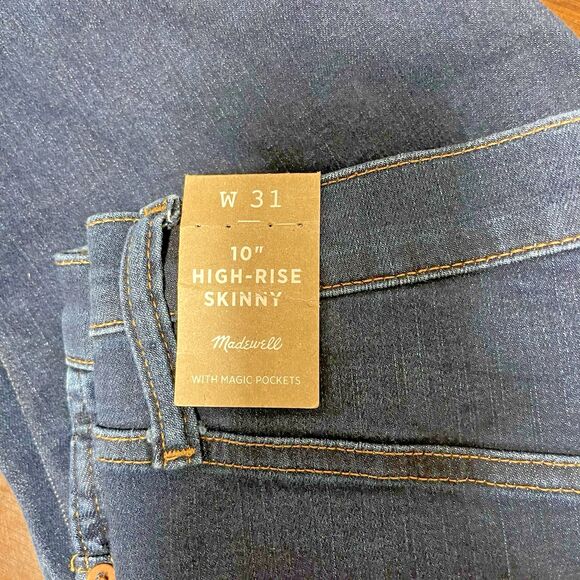 W 31
10"
HIGH-RISE
SKINNY
Madewell
WITH MAGIC POCKETS